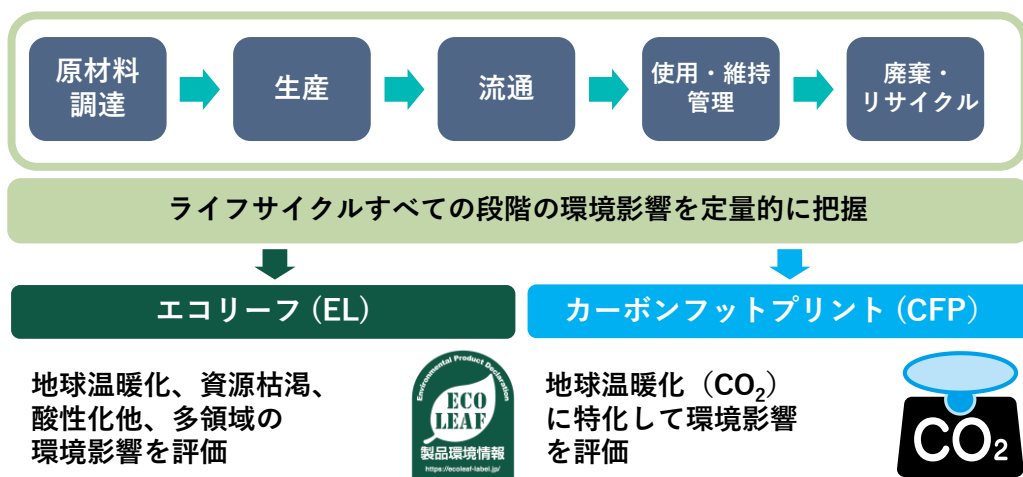 原材料
調達
生産
流通
使用・維持
管理
廃棄・
リサイクル
ライフサイクルすべての段階の環境影響を定量的に把握
エコリーフ (EL)
カーボンフットプリント (CFP)
地球温暖化、資源枯渇、
酸性化他、多領域の
環境影響を評価
Environmental Product Declaration
ECO
LEAF
製品環境情報
https://ecoleaf-label.jp/
地球温暖化（CO₂）
に特化して環境影響
を評価
CO₂